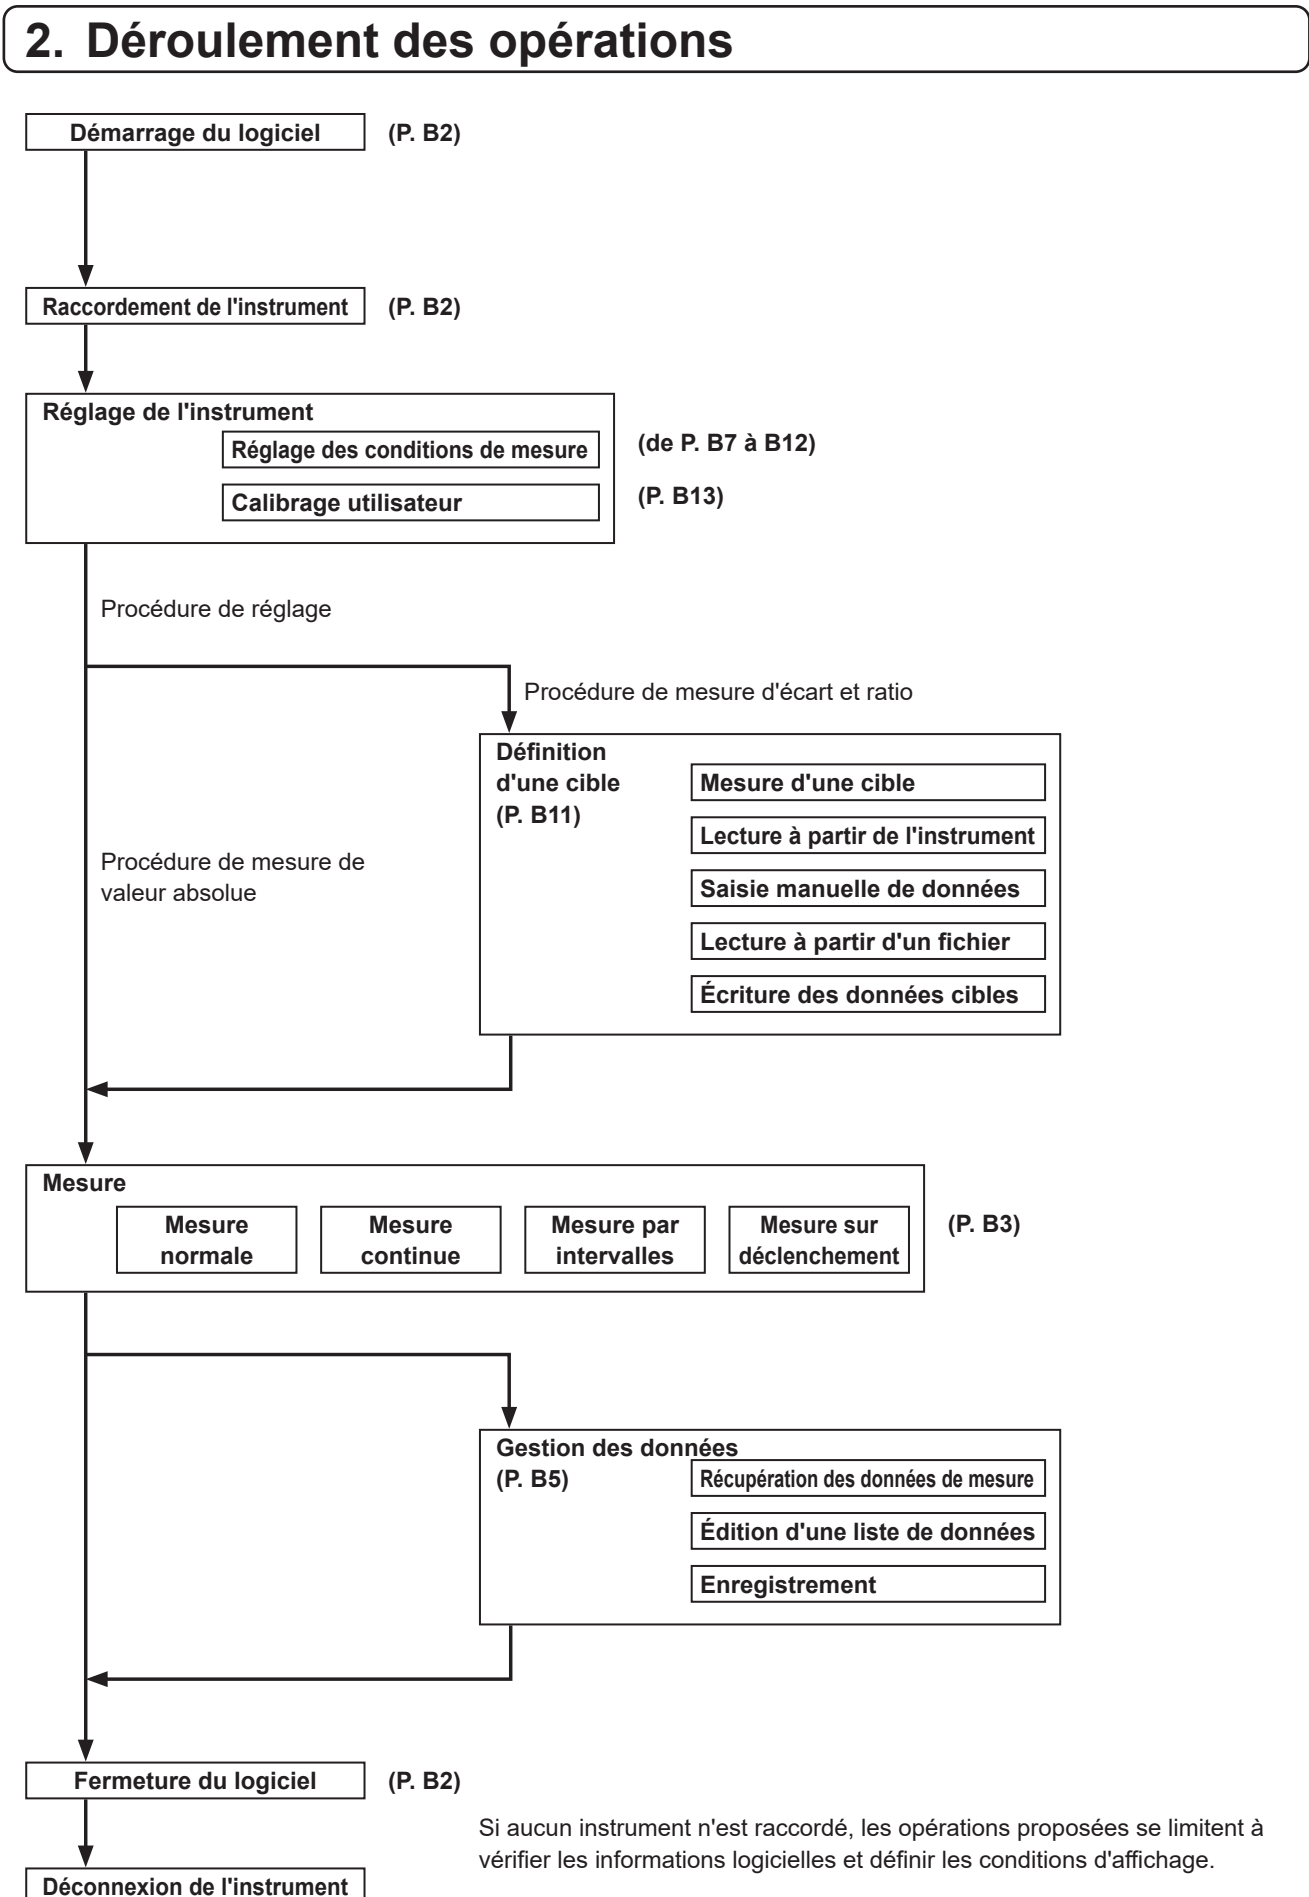 2. Déroulement des opérations
Démarrage du logiciel (P. B2)
Raccordement de l'instrument (P. B2)
Réglage de l'instrument
Réglage des conditions de mesure (de P. B7 à B12)
Calibrage utilisateur (P. B13)
Procédure de réglage
Procédure de mesure d'écart et ratio
Définition
d'une cible
(P. B11)
Mesure d'une cible
Lecture à partir de l'instrument
Saisie manuelle de données
Lecture à partir d'un fichier
Écriture des données cibles
Procédure de mesure de
valeur absolue
Mesure
Mesure
normale
Mesure
continue
Mesure par
intervalles
Mesure sur
déclenchement
(P. B3)
Gestion des données
(P. B5)
Récupération des données de mesure
Édition d'une liste de données
Enregistrement
Fermeture du logiciel (P. B2)
Si aucun instrument n'est raccordé, les opérations proposées se limitent à
vérifier les informations logicielles et définir les conditions d'affichage.
Déconnexion de l'instrument